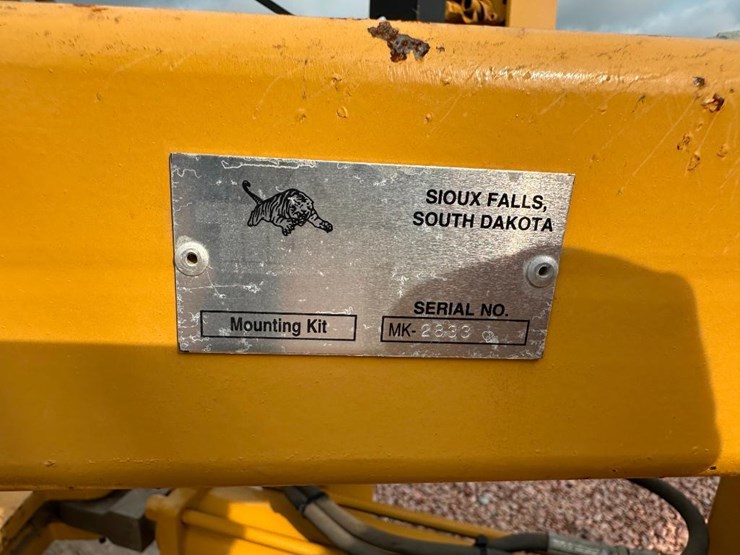 SIOUX FALLS,
SOUTH DAKOTA
SERIAL NO.
Mounting Kit
MK-2833